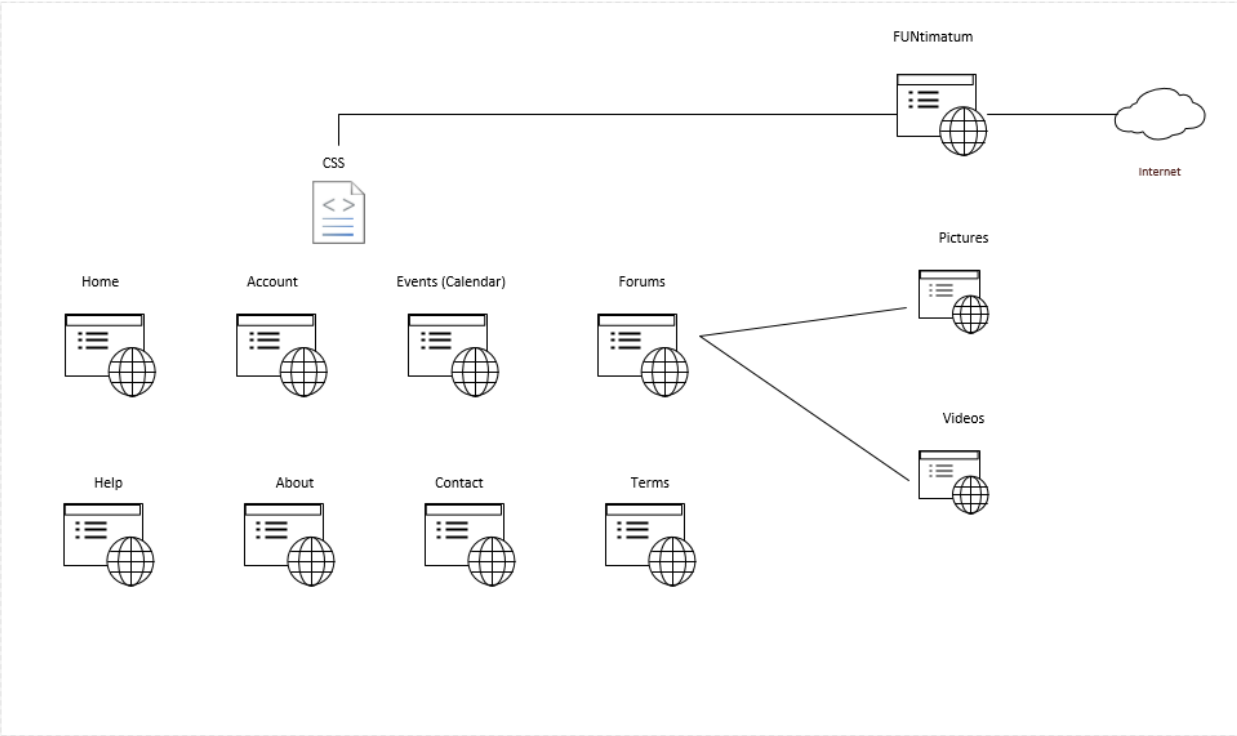 FUNtimatum
Internet
CSS
Pictures
Home
Account
Events (Calendar)
Forums
Videos
Help
About
Contact
Terms